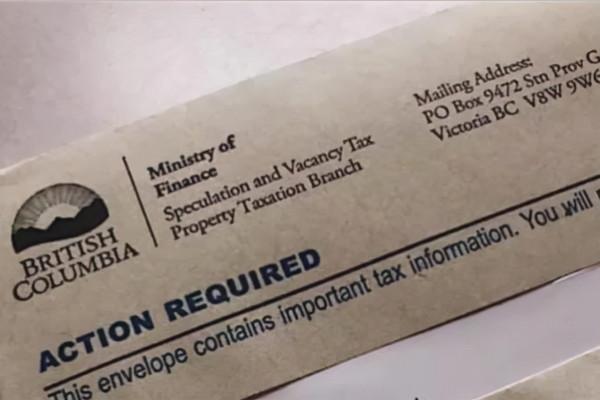 BRITISH
COLUMBIA
Ministry of
Finance
Speculation and Vacancy Tax
Property Taxation Branch
Mailing Address:
PO Box 9472 Stn Prov G
Victoria BC V8W 9W6
ACTION REQUIRED
This envelope contains important tax information. You will